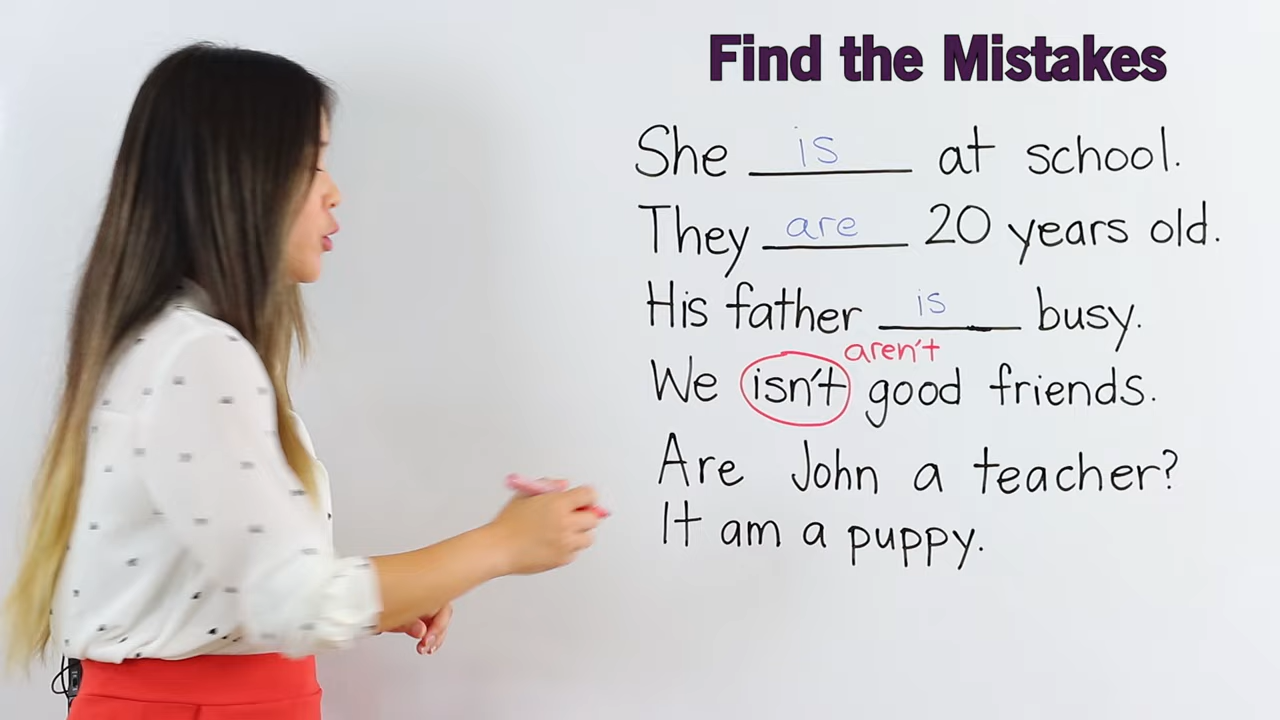 Find the Mistakes
She is at school.
They are 20 years old.
His father is busy.
aren't
We isn't good friends.
Are John a teacher?
It am a puppy.